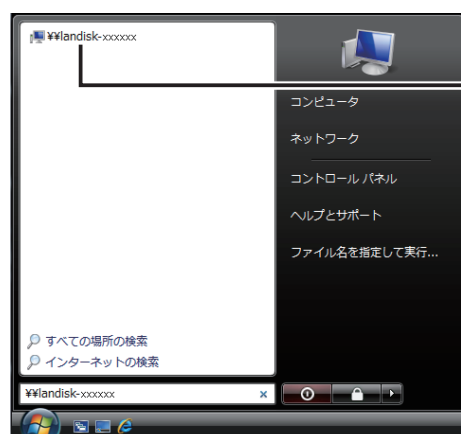 ¥¥landisk-xxxxxx
コンピュータ
ネットワーク
コントロール パネル
ヘルプとサポート
ファイル名を指定して実行...
すべての場所の検索
インターネットの検索
¥¥landisk-xxxxxx